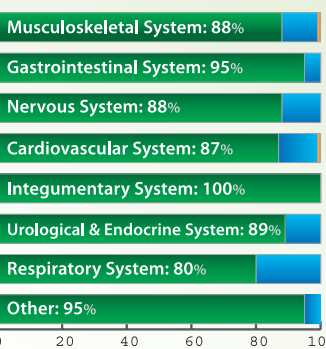 Musculoskeletal System: 88%
Gastrointestinal System: 95%
Nervous System: 88%
Cardiovascular System: 87%
Integumentary System: 100%
Urological & Endocrine System: 89%
Respiratory System: 80%
Other: 95%
20 40 60 80